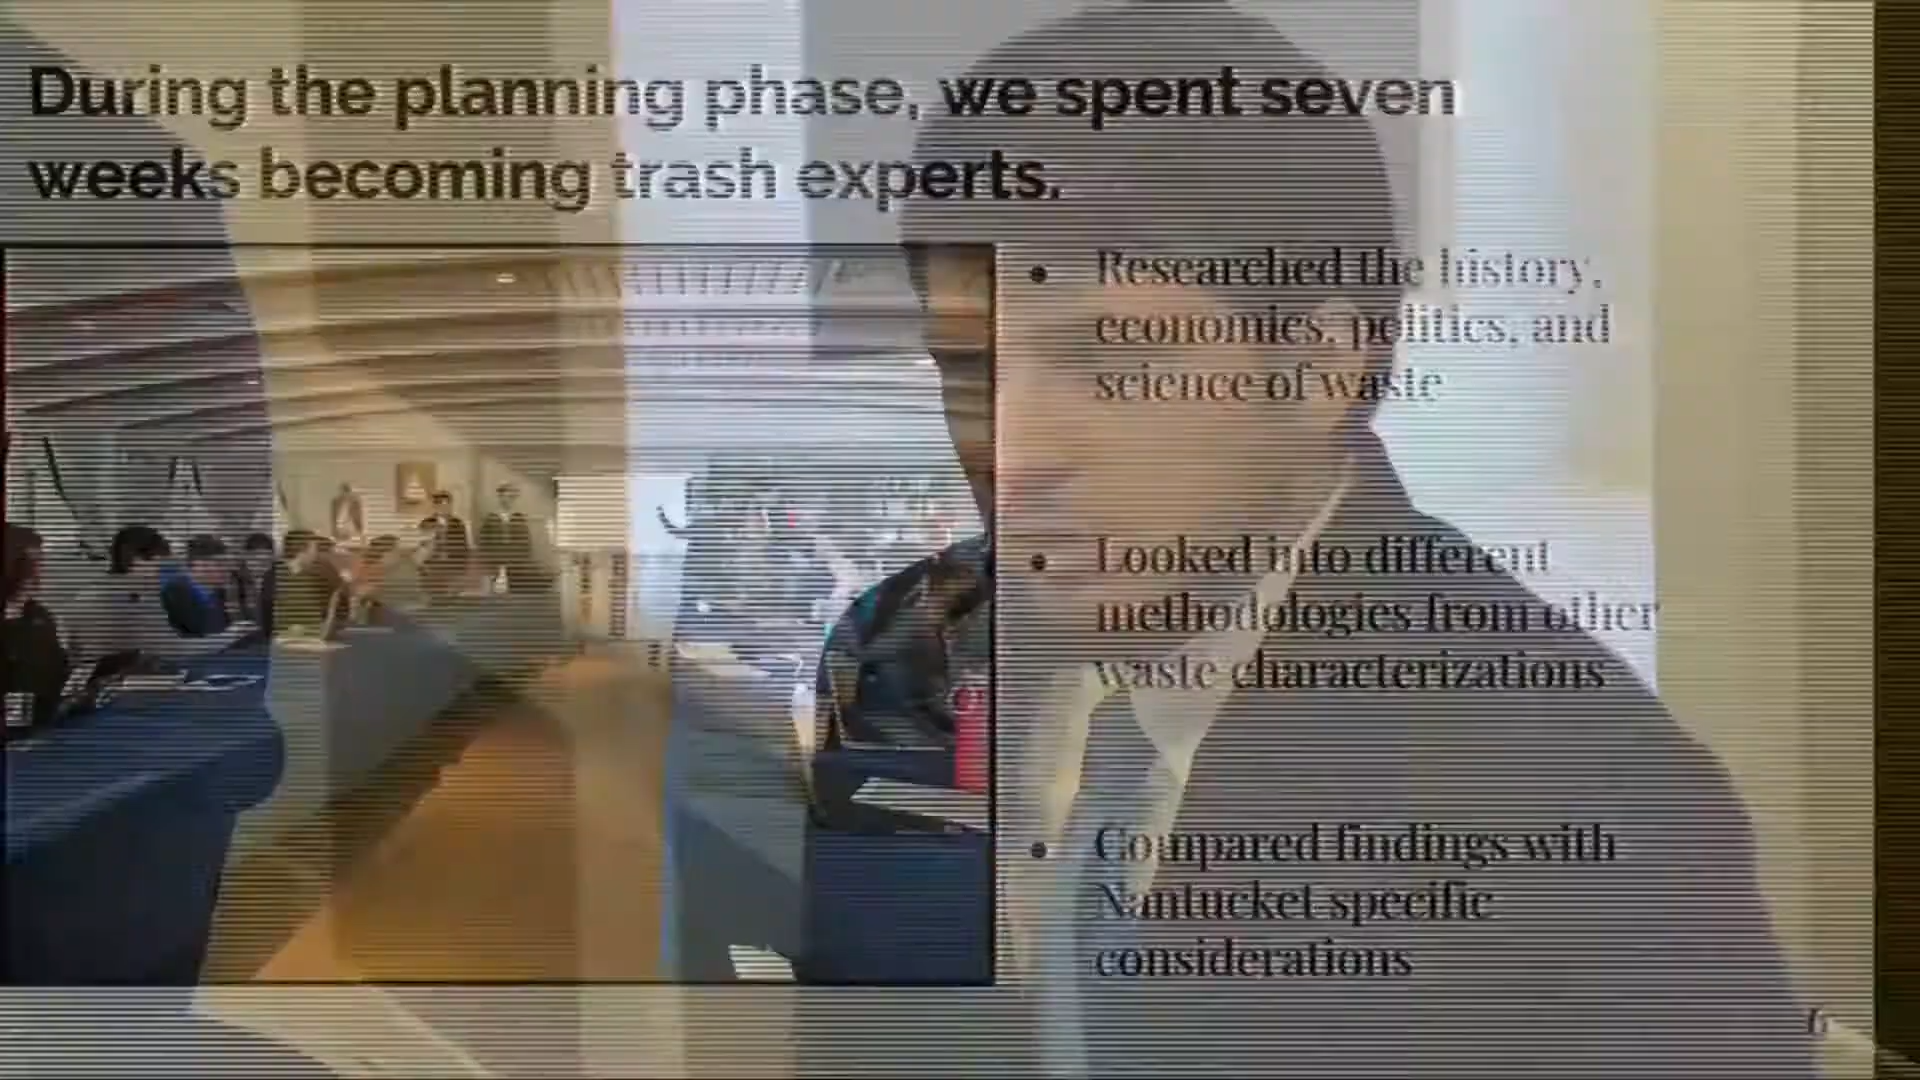 During the planning phase, we spent seven
weeks becoming trash experts.
• Researched the history,
economics, politics, and
science of waste
• Looked into different
methodologies from other
waste characterizations
• Compared findings with
Nantucket specific
considerations
6